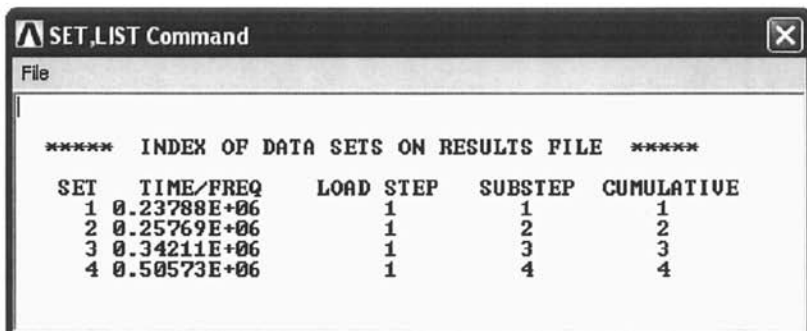 SET,LIST Command
File
***** INDEX OF DATA SETS ON RESULTS FILE *****
SET TIME/FREQ LOAD STEP SUBSTEP CUMULATIVE
1 0.23788E+06 1 1 1
2 0.25769E+06 1 2 2
3 0.34211E+06 1 3 3
4 0.50573E+06 1 4 4